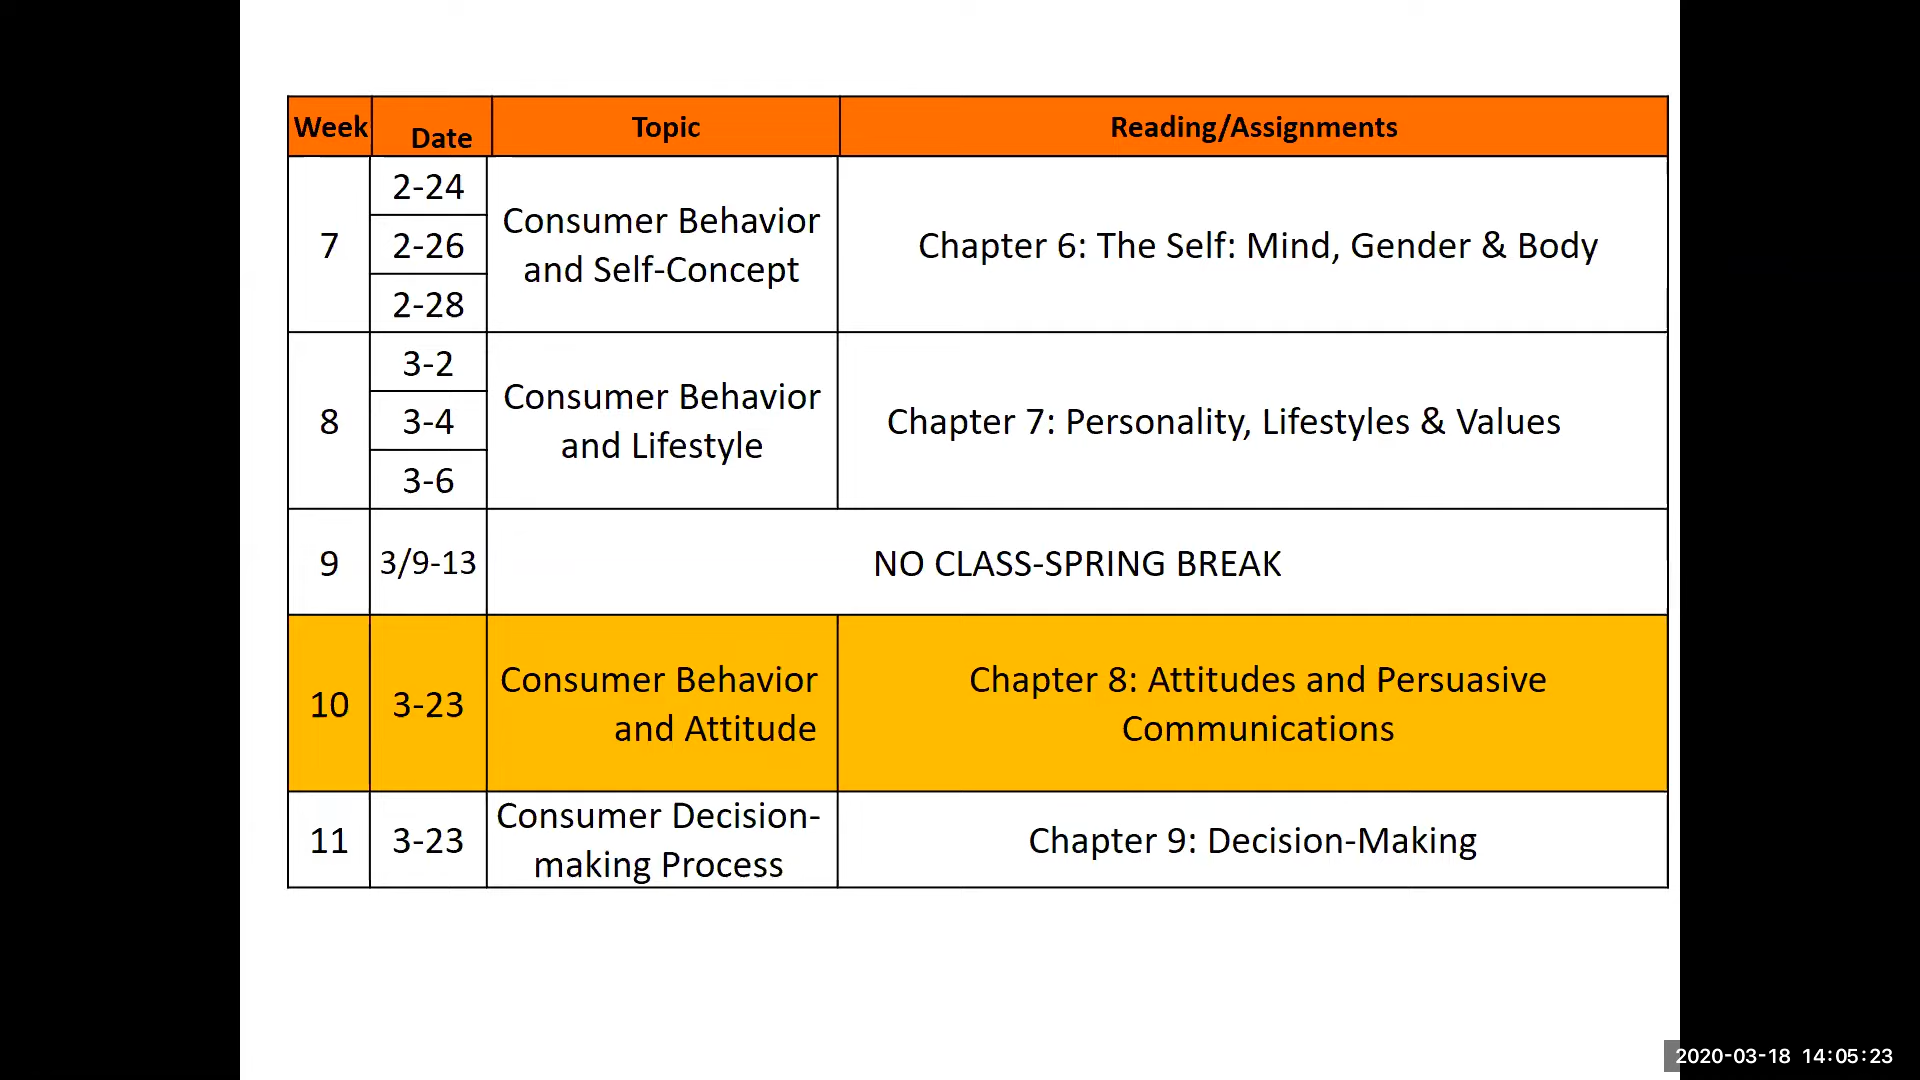 Week Date Topic Reading/Assignments
2-24
Consumer Behavior
7 2-26 Chapter 6: The Self: Mind, Gender & Body
and Self-Concept
2-28
3-2
Consumer Behavior
8 3-4 Chapter 7: Personality, Lifestyles & Values
and Lifestyle
3-6
9 3/9-13 NO CLASS-SPRING BREAK
Consumer Behavior Chapter 8: Attitudes and Persuasive
10 3-23
and Attitude Communications
Consumer Decision-
11 3-23 Chapter 9: Decision-Making
making Process
2020-03-18 14:05:23